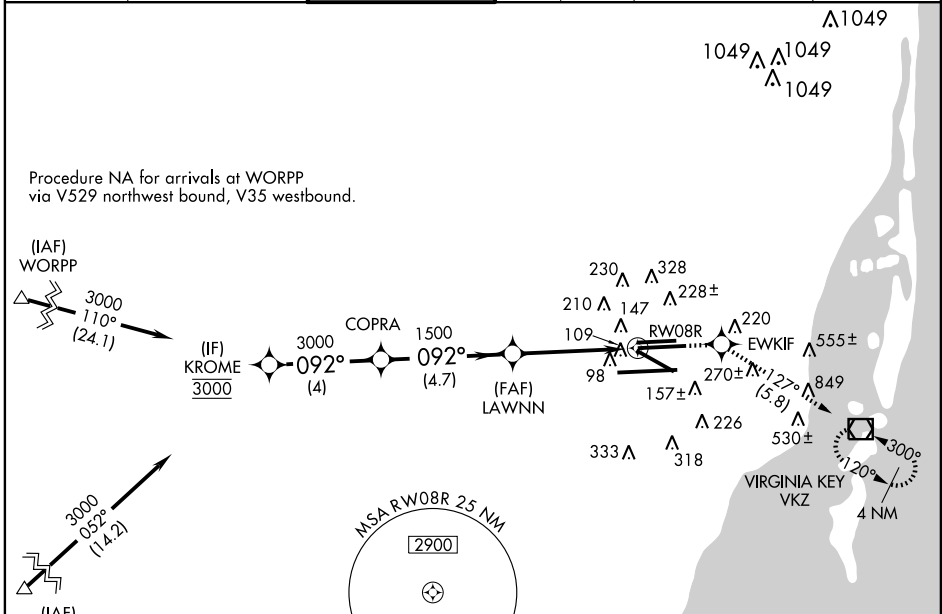 1049
1049
1049
1049
Procedure NA for arrivals at WORPP
via V529 northwest bound, V35 westbound.
(IAF)
WORPP
3000
110°
(24.1)
(IF)
KROME
3000
3000
092°
(4)
COPRA
1500
092°
(4.7)
(FAF)
LAWNN
230
328
210
228±
147
109
RW08R
98
220
EWKIF
555±
270±
127°
(5.8)
849
157±
226
530±
333
318
300°
120°
VIRGINIA KEY
VKZ
4 NM
3000
052°
(14.2)
MSA RW08R 25 NM
2900
(IAF)